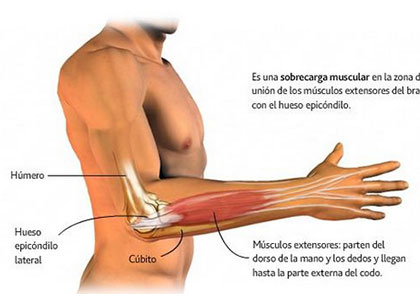 Es una sobrecarga muscular en la zona d
unión de los músculos extensores del bra
con el hueso epicóndilo.
Húmero
Hueso
epicóndilo
lateral
Cúbito
Músculos extensores: parten del
dorso de la mano y los dedos y llegan
hasta la parte externa del codo.